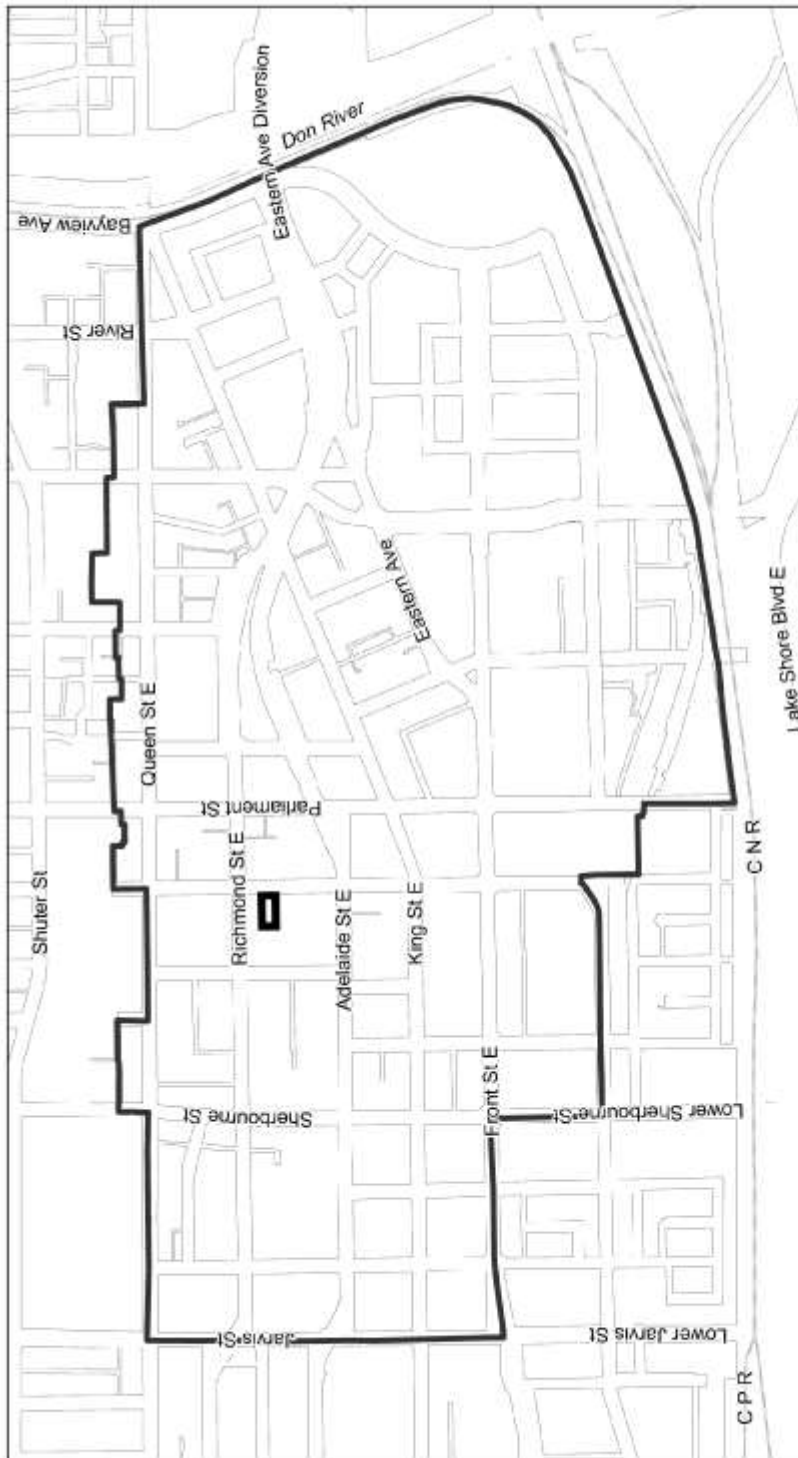 Eastern Ave Diversion
Don River
Bayview Ave
River St
Eastern Ave
Lake Shore Blvd E
Queen St E
Parliament St
Richmond St E
CNR
Shuter St
Adelaide St E
King St E
Front St E
Sherbourne St
Lower Sherbourne St
Jarvis St
Lower Jarvis St
CPR